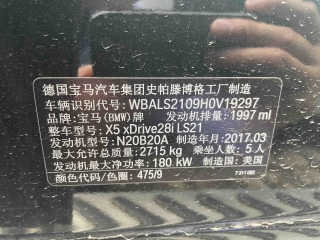 德国宝马汽车集团史帕滕博格工厂制造
车辆识别代号: WBALS2109H0V19297
品牌: 宝马(BMW)牌 发动机排量: 1997 ml
整车型号: X5 xDrive28i LS21
发动机型号: N20B20A 制造年月: 2017.03
最大允许总质量: 2715 kg 乘坐人数: 5人
发动机最大净功率: 180 kW 制造国: 美国
颜色代号/色圈: 475/9